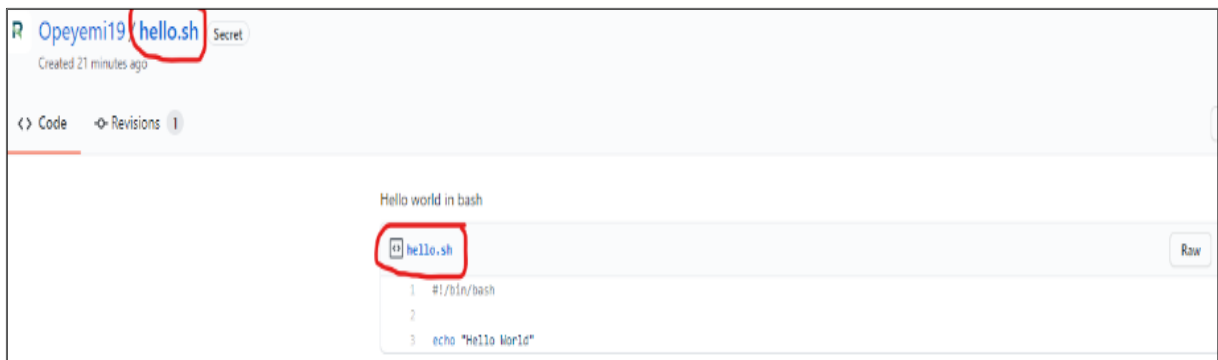 R Opeyemi19/hello.sh Secret
Created 21 minutes ago
<> Code Revisions 1
Hello world in bash
hello.sh Raw
1 #!/bin/bash
2
3 echo "Hello World"